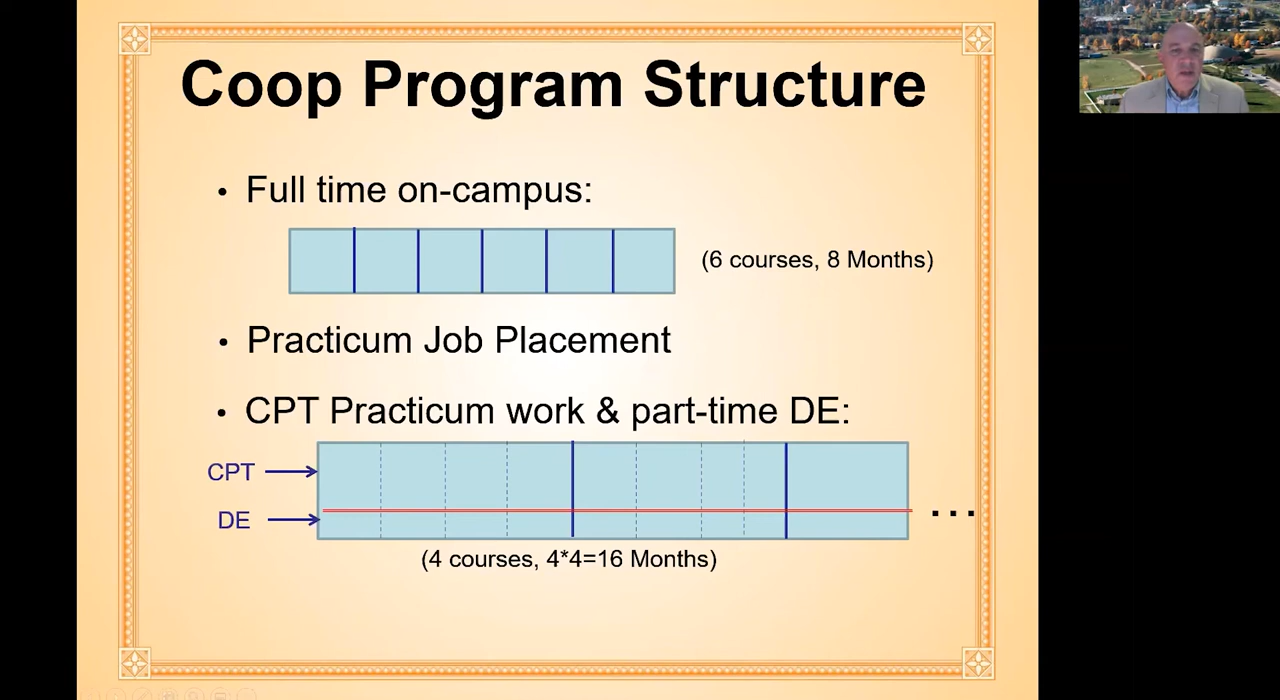 Coop Program Structure
• Full time on-campus:
(6 courses, 8 Months)
• Practicum Job Placement
• CPT Practicum work & part-time DE:
CPT
DE
...
(4 courses, 4*4=16 Months)